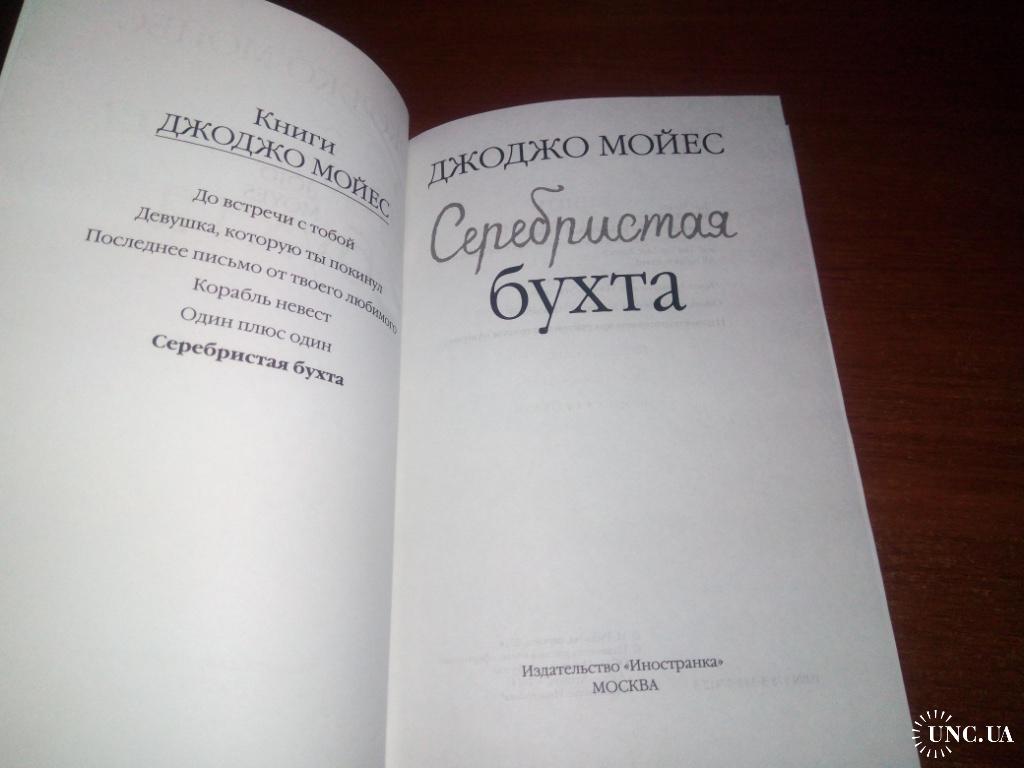 Книги
ДЖОДЖО МОЙЕС
До встречи с тобой
Девушка, которую ты покинул
Последнее письмо от твоего любимого
Корабль невест
Один плюс один
Серебристая бухта
ДЖОДЖО МОЙЕС
Серебристая
бухта
Издательство «Иностранка»
МОСКВА
UNC.UA